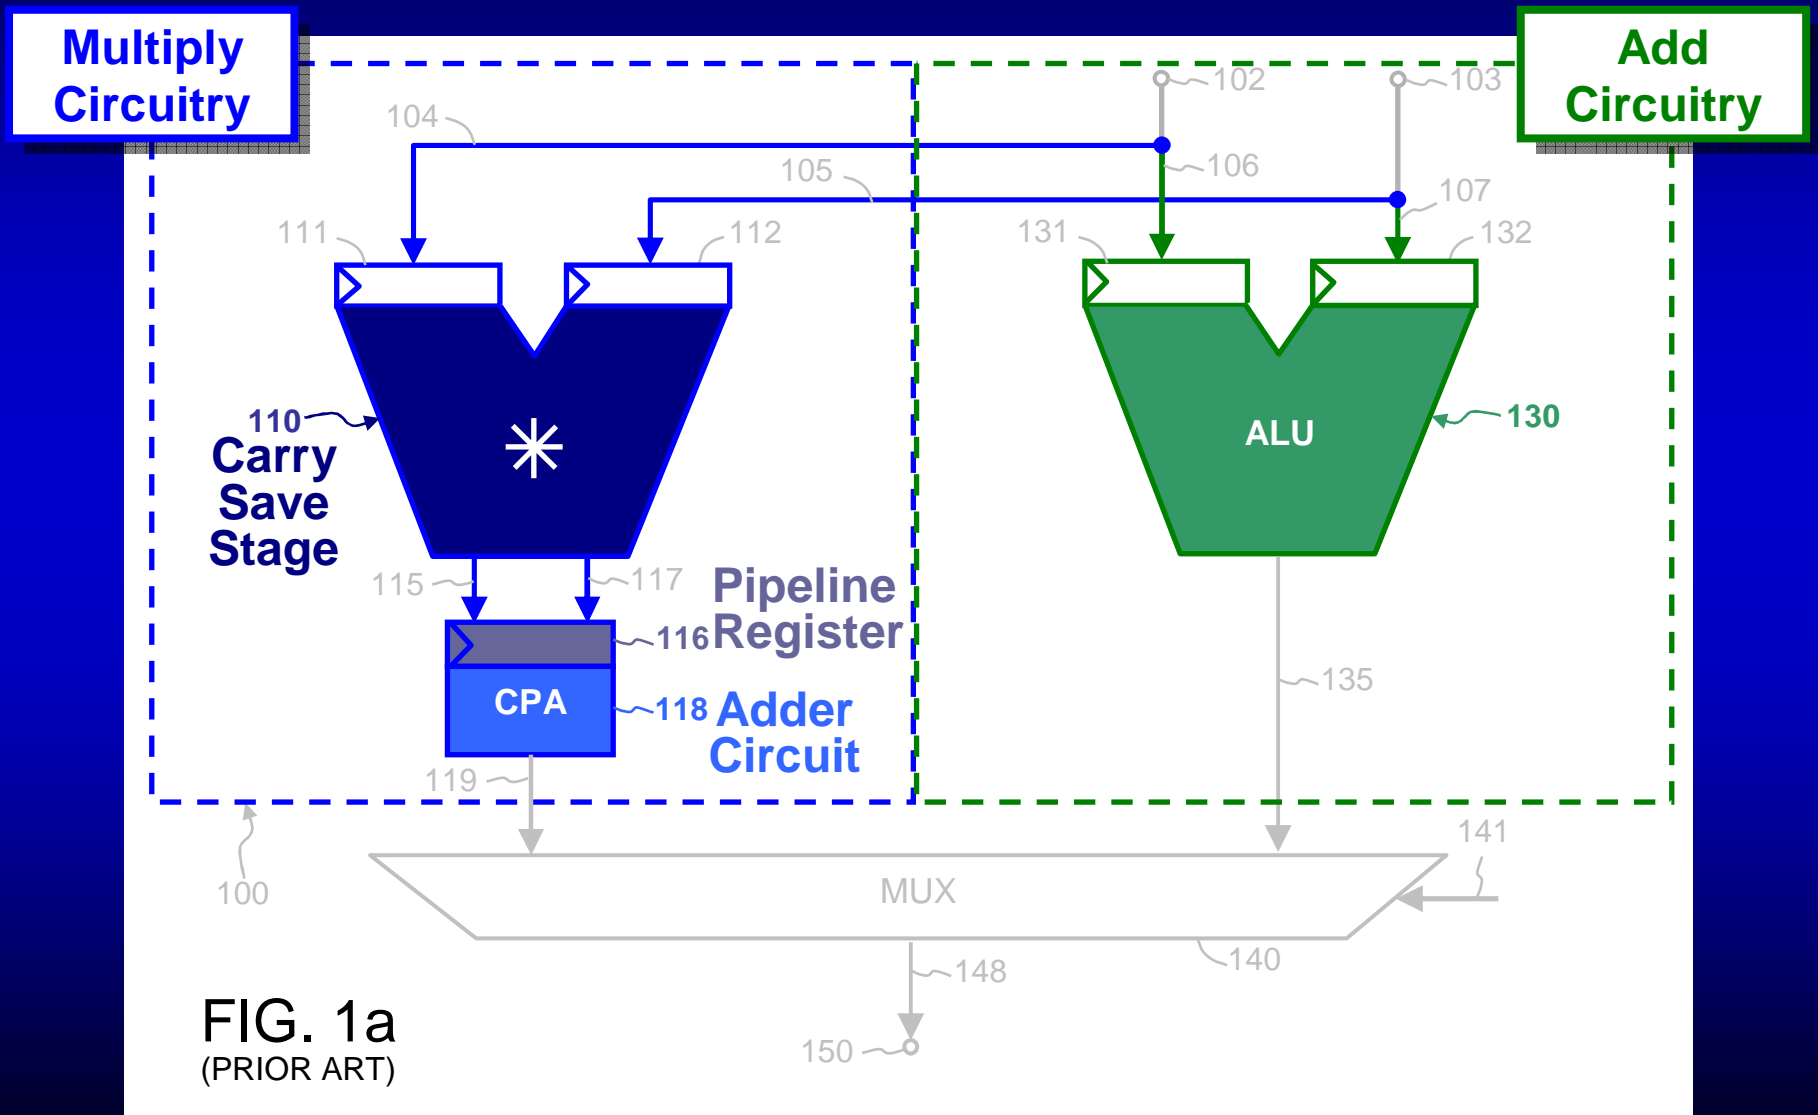 Multiply
Circuitry
Add
Circuitry
102
103
104
105
106
107
111
112
131
132
110
Carry
Save
Stage
ALU
130
115
117
Pipeline
116 Register
CPA
118 Adder
Circuit
135
119
100
141
MUX
140
148
150
FIG. 1a
(PRIOR ART)